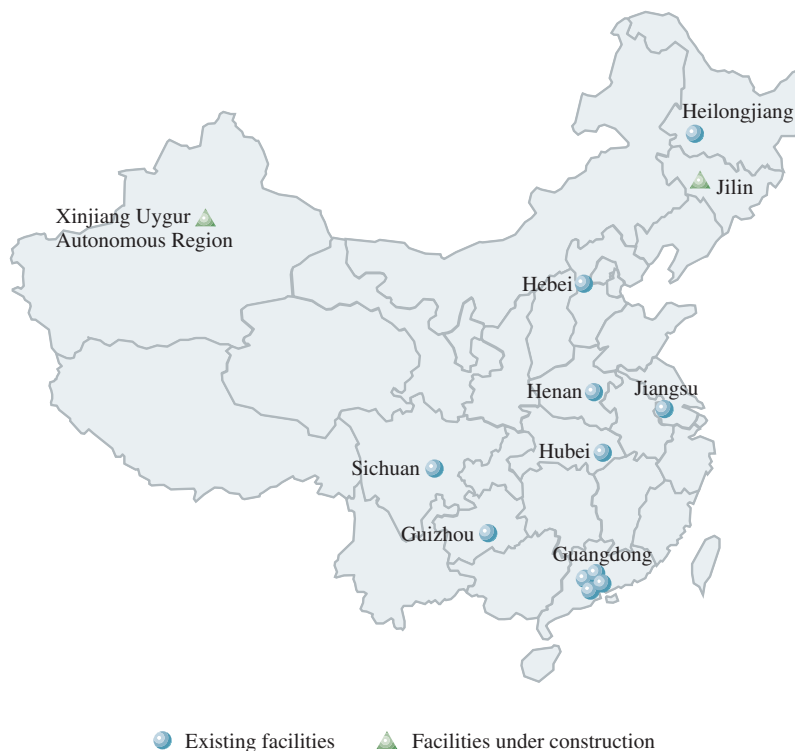 Heilongjiang
Jilin
Xinjiang Uygur
Autonomous Region
Hebei
Henan
Jiangsu
Hubei
Sichuan
Guizhou
Guangdong
Existing facilities
Facilities under construction